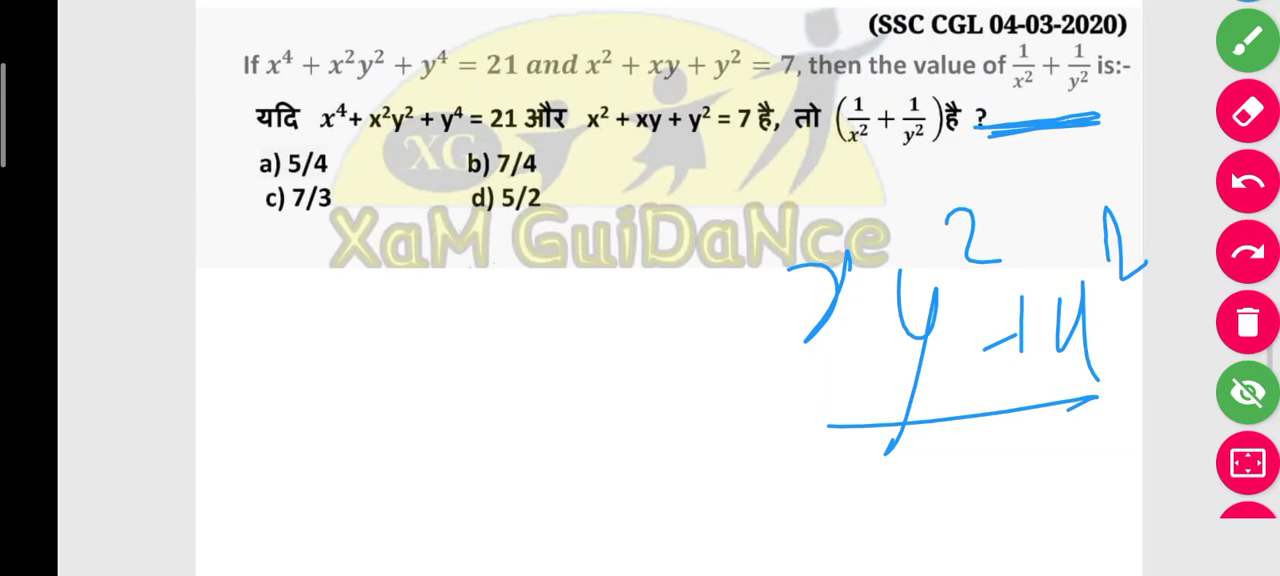 (SSC CGL 04-03-2020)
If x⁴ + x²y² + y⁴ = 21 and x² + xy + y² = 7, then the value of 1/x² + 1/y² is:-
यदि x⁴+ x²y² + y⁴ = 21 और x² + xy + y² = 7 है, तो (1/x² + 1/y²) है ?
a) 5/4 b) 7/4
c) 7/3 d) 5/2
XC
XaM GuiDaNce